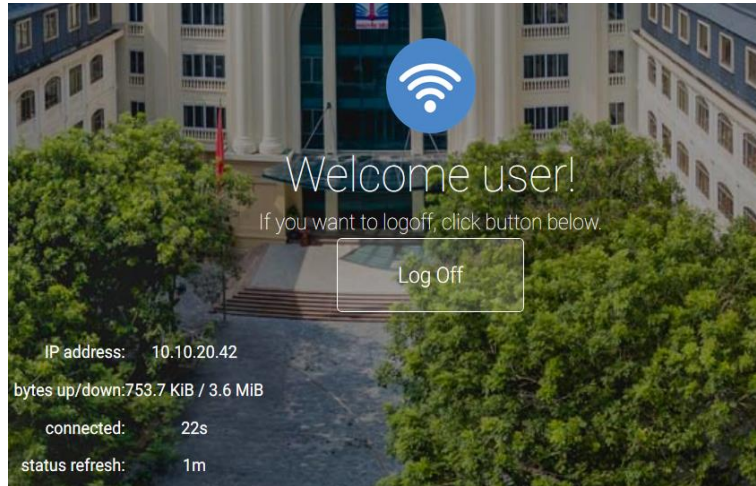 Welcome user!
If you want to logoff, click button below.
Log Off
IP address: 10.10.20.42
bytes up/down:753.7 KiB / 3.6 MiB
connected: 22s
status refresh: 1m